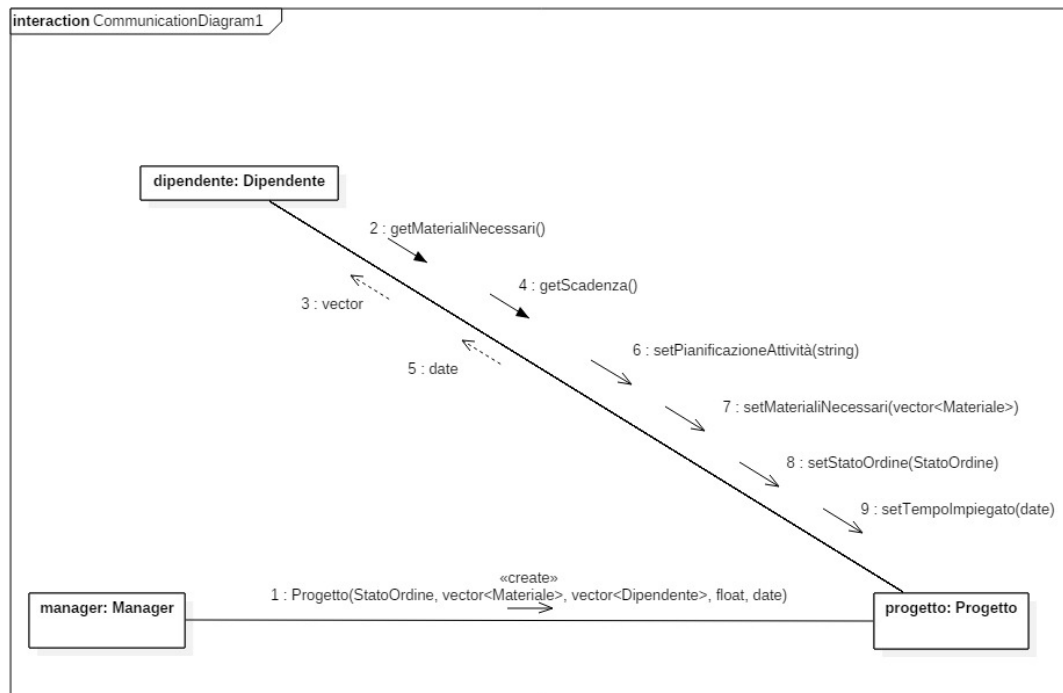 interaction CommunicationDiagram1
dipendente: Dipendente
2 : getMaterialiNecessari()
4 : getScadenza()
3 : vector
6 : setPianificazioneAttività(string)
5 : date
7 : setMaterialiNecessari(vector<Materiale>)
8 : setStatoOrdine(StatoOrdine)
9 : setTempoImpiegato(date)
«create»
1 : Progetto(StatoOrdine, vector<Materiale>, vector<Dipendente>, float, date)
manager: Manager
progetto: Progetto